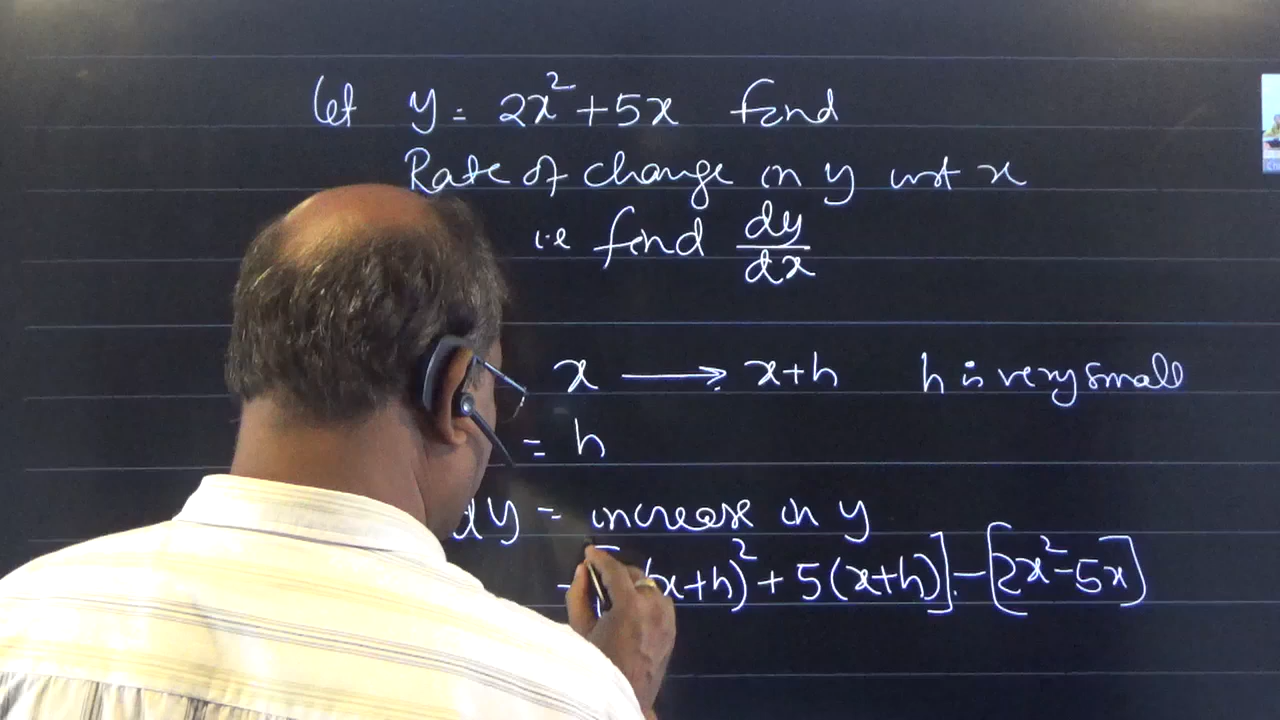 Let y = 2x² + 5x find
Rate of change in y wrt x
i.e find dy/dx
x ⟶ x+h h is very small
= h
dy = increase in y
(x+h)² + 5(x+h)] - [2x² - 5x]